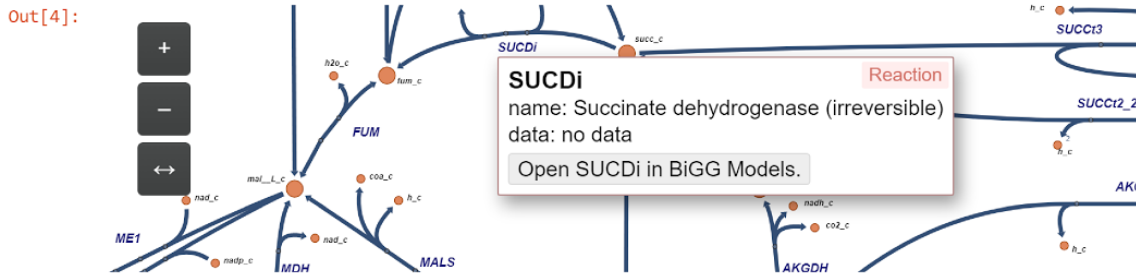 Out[4]:
+
−
↔
h_c
SUCCt3
succ_c
SUCDi
h2o_c
fum_c
SUCDi
Reaction
name: Succinate dehydrogenase (irreversible)
data: no data
Open SUCDi in BiGG Models.
SUCCt2_2
2
h_c
FUM
mal__L_c
coa_c
nad_c
h_c
nadh_c
co2_c
ME1
nad_c
nadp_c
MDH
MALS
AKGDH
h_c